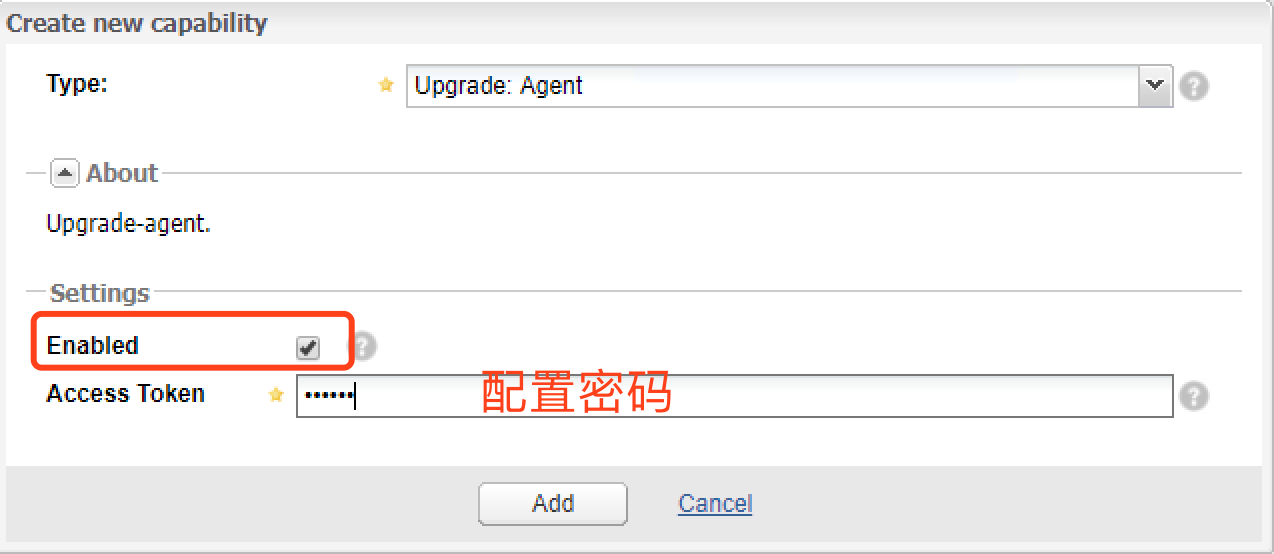 Create new capability
Type:
Upgrade: Agent
About
Upgrade-agent.
Settings
Enabled
Access Token
••••••
配置密码
Add
Cancel